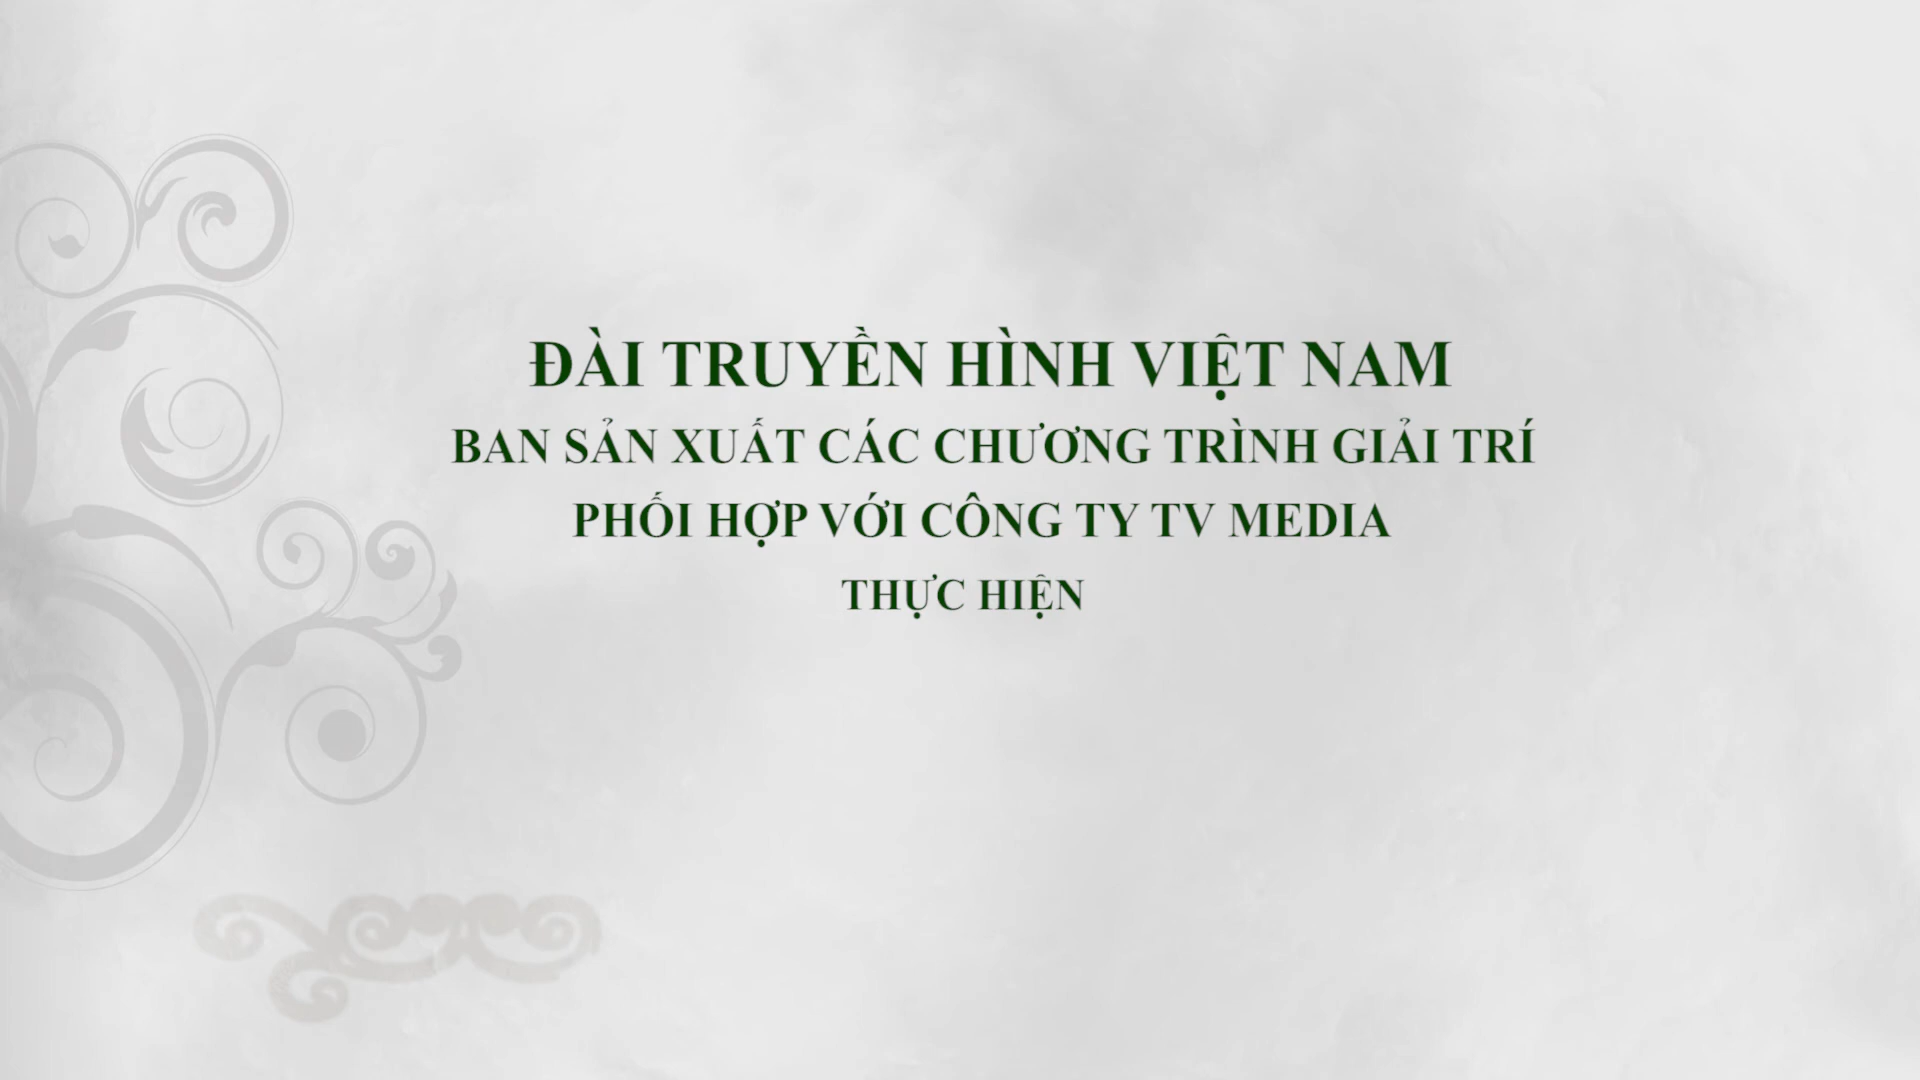 ĐÀI TRUYỀN HÌNH VIỆT NAM
BAN SẢN XUẤT CÁC CHƯƠNG TRÌNH GIẢI TRÍ
PHỐI HỢP VỚI CÔNG TY TV MEDIA
THỰC HIỆN